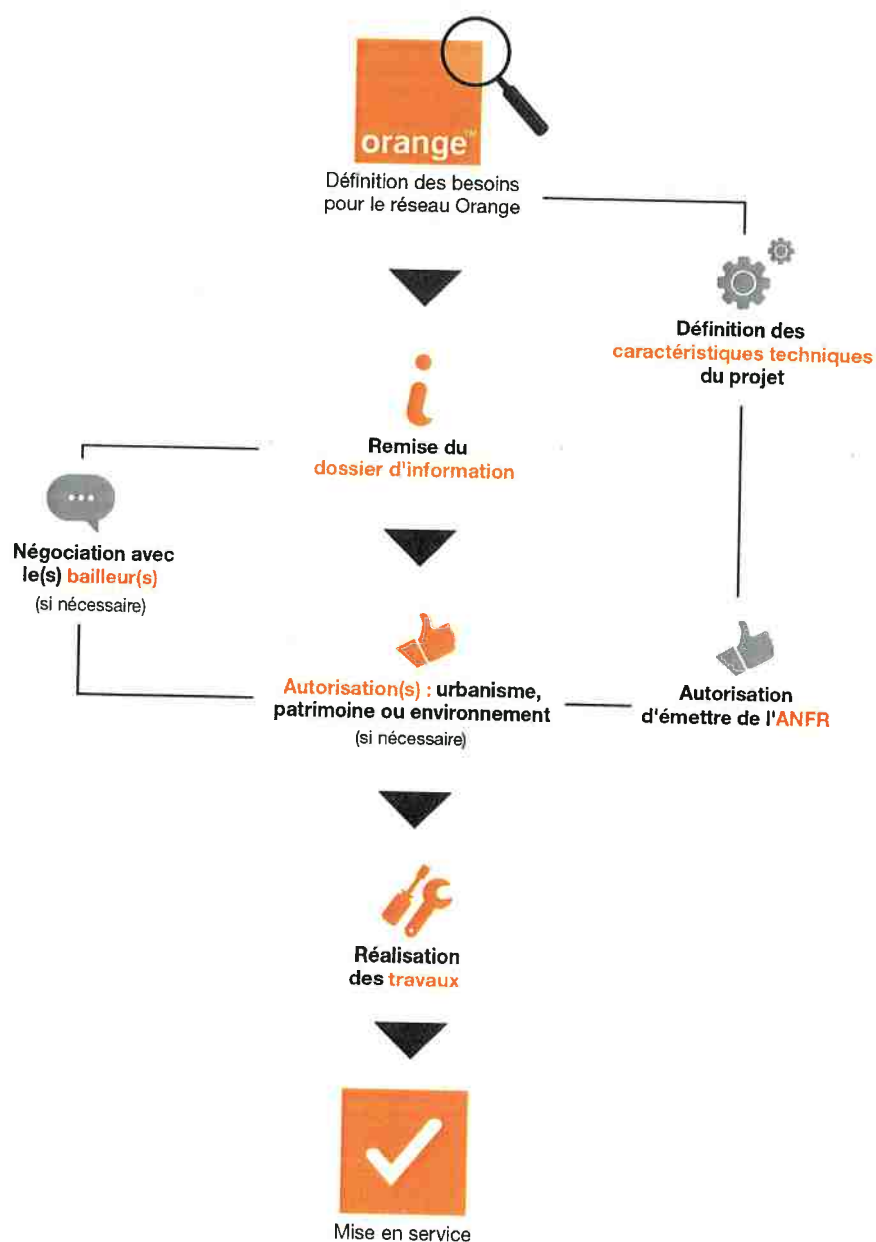 orange™
Définition des besoins
pour le réseau Orange
Définition des
caractéristiques techniques
du projet
Remise du
dossier d'information
Négociation avec
le(s) bailleur(s)
(si nécessaire)
Autorisation(s) : urbanisme,
patrimoine ou environnement
(si nécessaire)
Autorisation
d'émettre de l'ANFR
Réalisation
des travaux
Mise en service